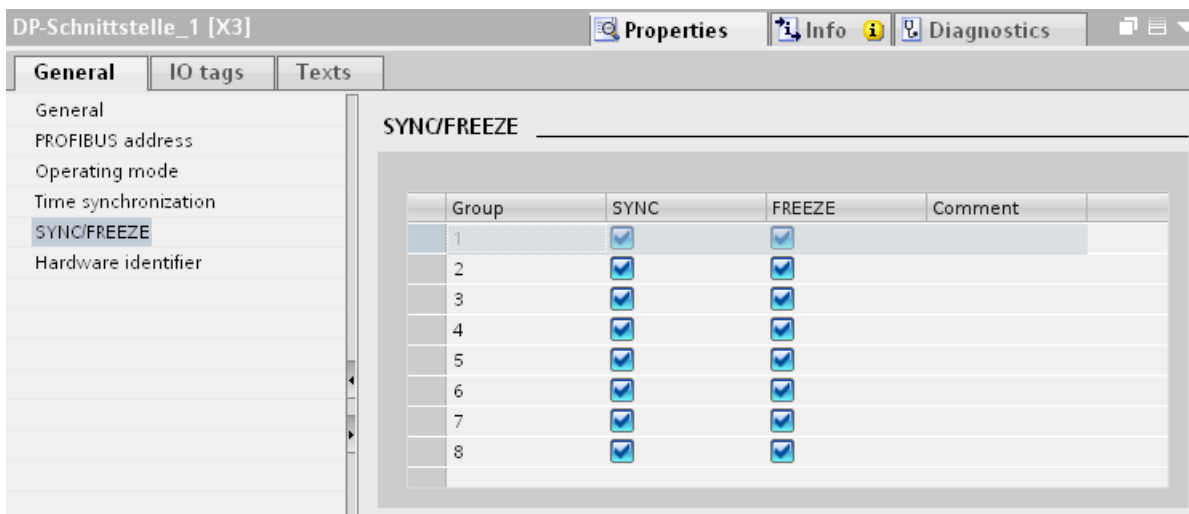 DP-Schnittstelle_1 [X3]
Properties
Info
Diagnostics
General
IO tags
Texts
General
PROFIBUS address
Operating mode
Time synchronization
SYNC/FREEZE
Hardware identifier
SYNC/FREEZE
Group SYNC FREEZE Comment
1
2
3
4
5
6
7
8